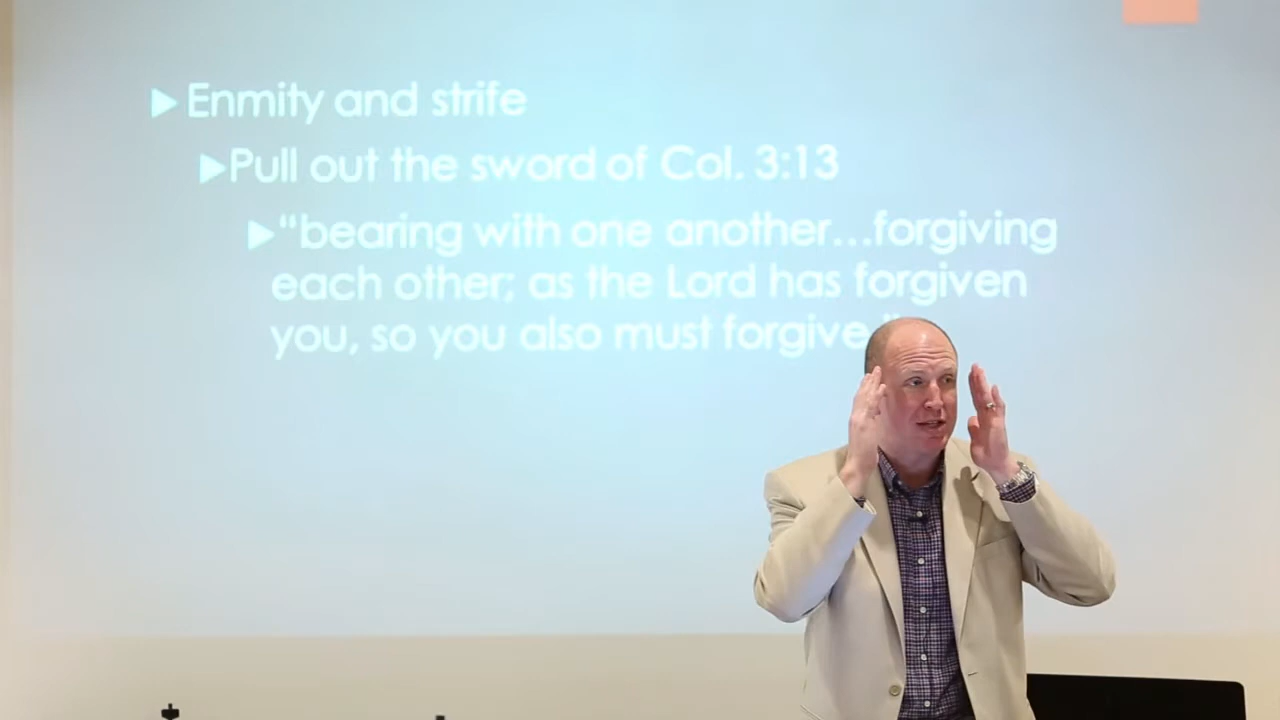 Enmity and strife
Pull out the sword of Col. 3:13
“bearing with one another...forgiving
each other; as the Lord has forgiven
you, so you also must forgive.”